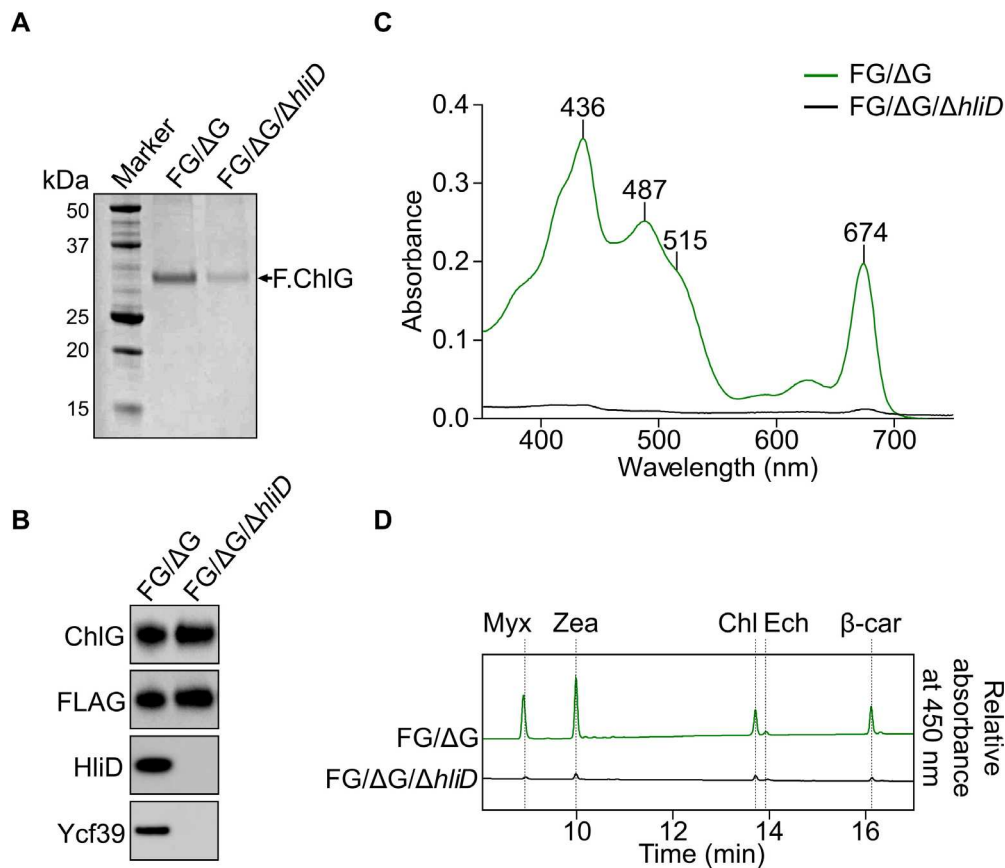 A
kDa
Marker
FG/ΔG
FG/ΔG/ΔhliD
50
37
25
20
15
F.ChlG
B
FG/ΔG
FG/ΔG/ΔhliD
ChlG
FLAG
HliD
Ycf39
C
FG/ΔG
FG/ΔG/ΔhliD
Absorbance
0.4
0.3
0.2
0.1
0.0
436
487
515
674
400 500 600 700
Wavelength (nm)
D
Myx Zea Chl Ech β-car
FG/ΔG
FG/ΔG/ΔhliD
Relative
absorbance
at 450 nm
10 12 14 16
Time (min)